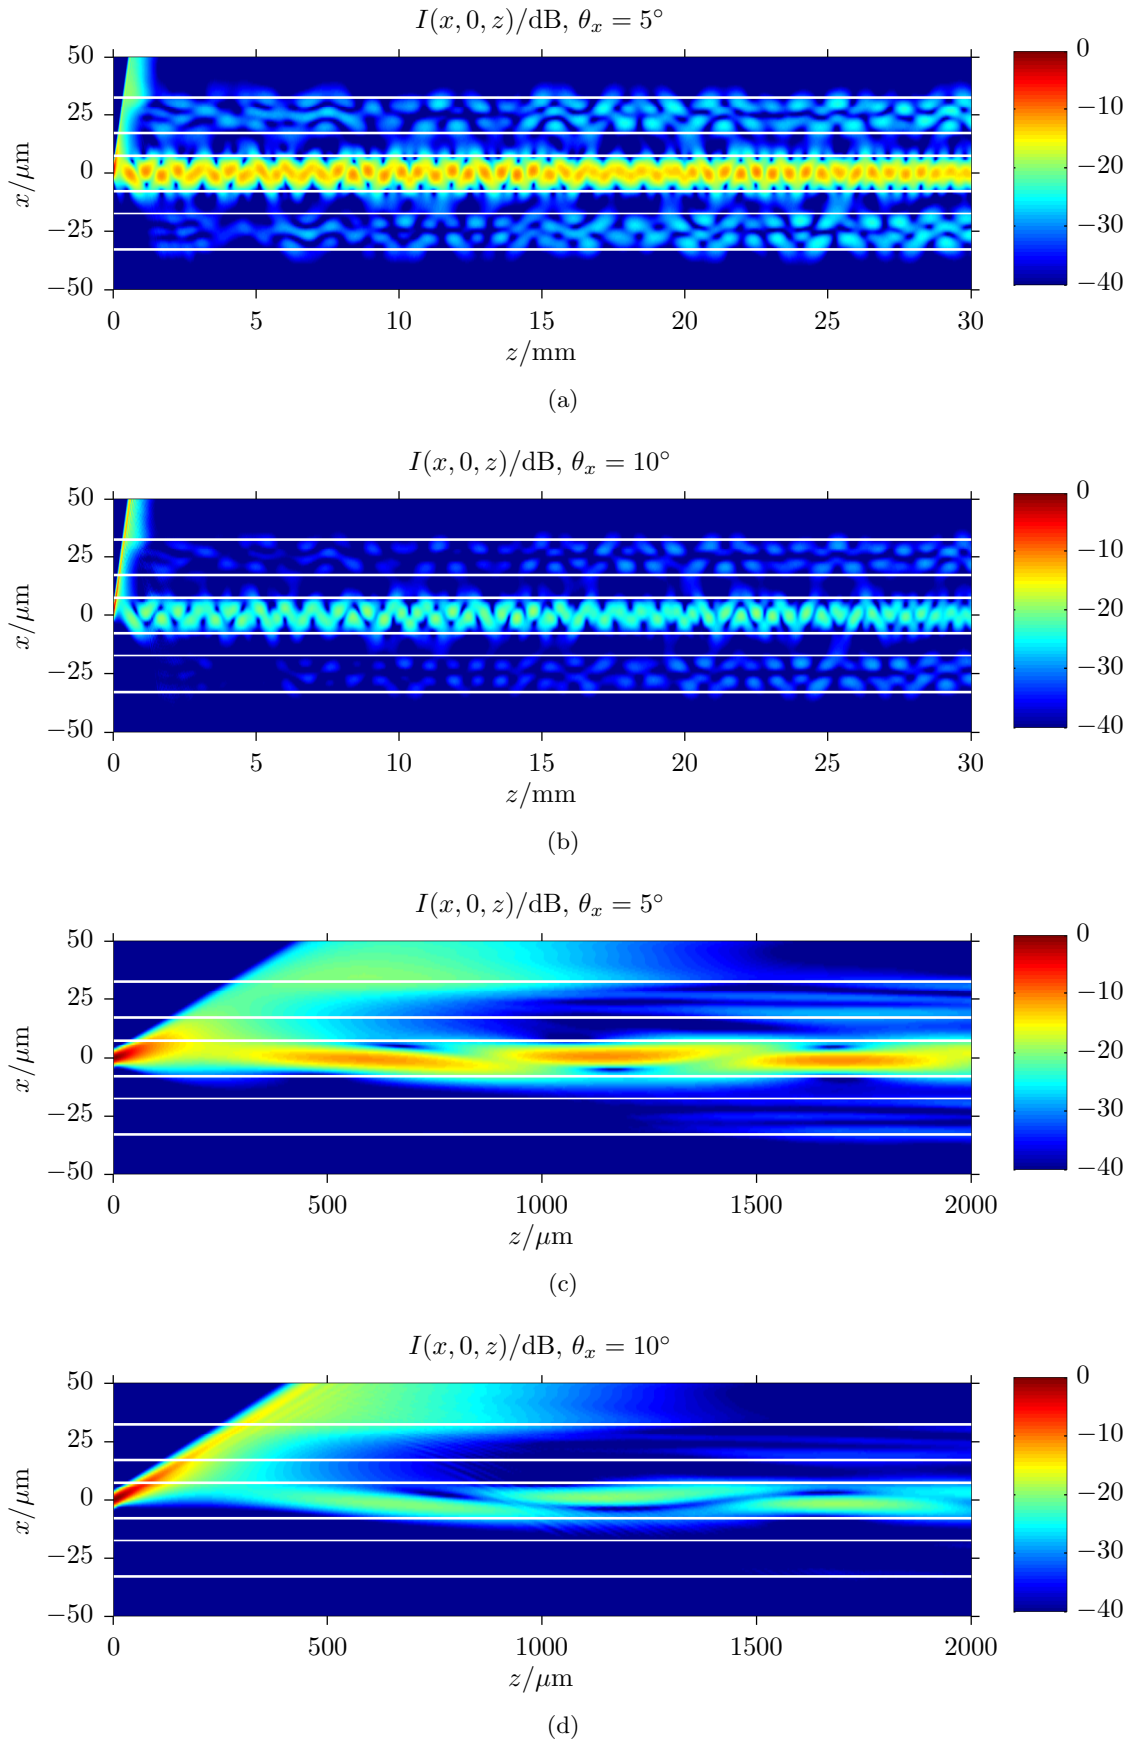 I(x, 0, z)/dB, θx = 5°
50
25
0
−25
−50
x/μm
0 5 10 15 20 25 30
z/mm
0
−10
−20
−30
−40
(a)
I(x, 0, z)/dB, θx = 10°
50
25
0
−25
−50
x/μm
0 5 10 15 20 25 30
z/mm
0
−10
−20
−30
−40
(b)
I(x, 0, z)/dB, θx = 5°
50
25
0
−25
−50
x/μm
0 500 1000 1500 2000
z/μm
0
−10
−20
−30
−40
(c)
I(x, 0, z)/dB, θx = 10°
50
25
0
−25
−50
x/μm
0 500 1000 1500 2000
z/μm
0
−10
−20
−30
−40
(d)